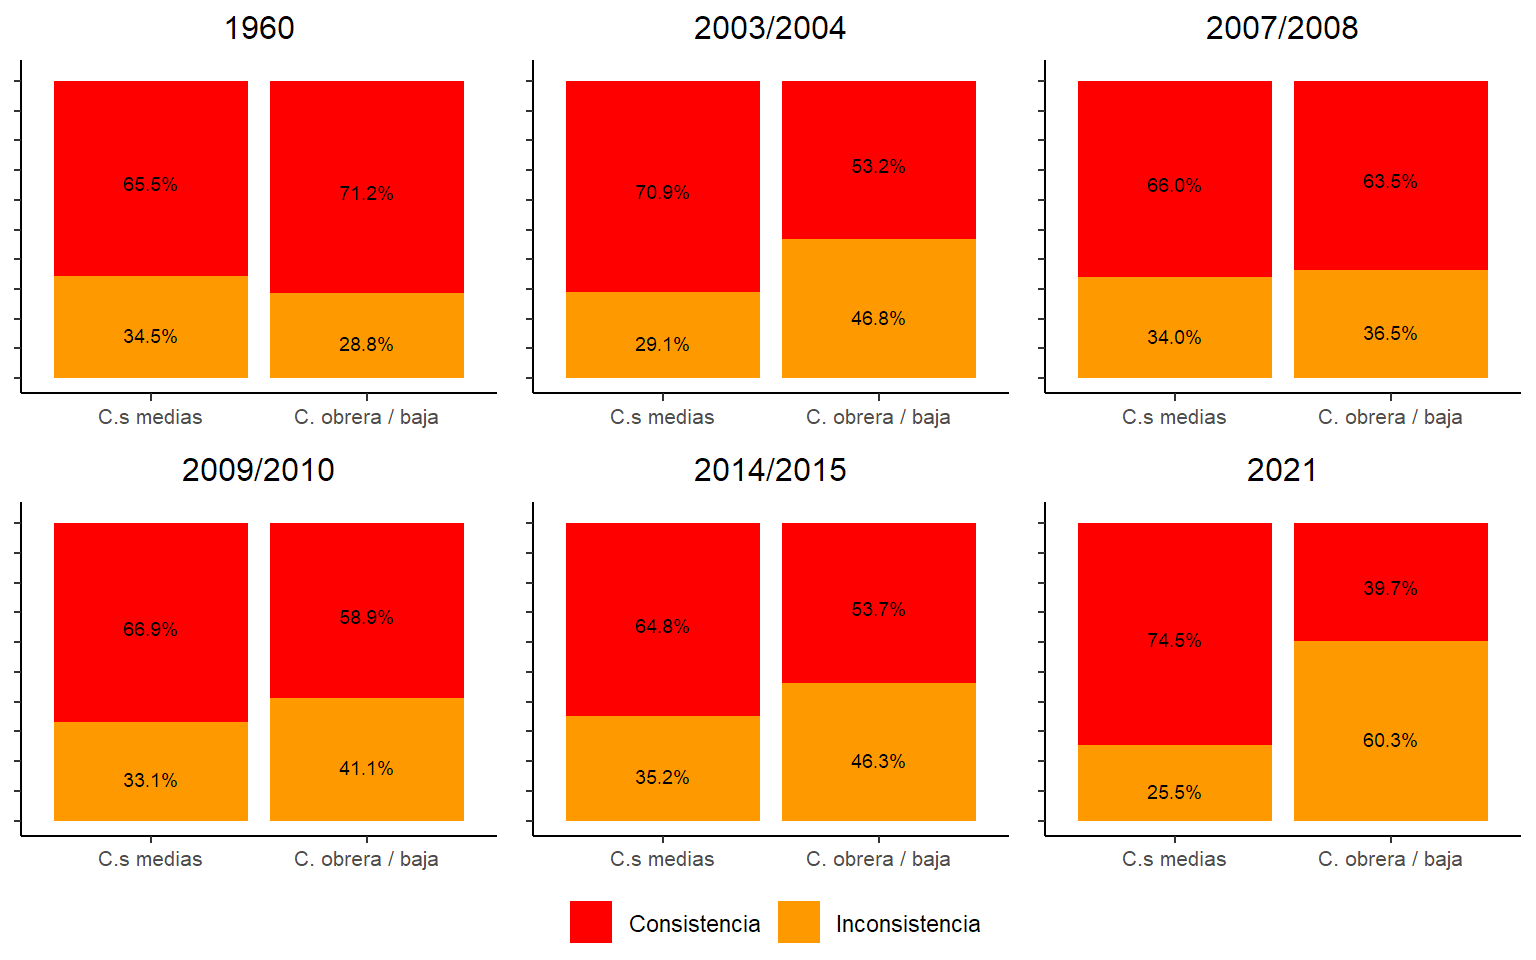 1960
65.5%
71.2%
34.5%
28.8%
C.s medias
C. obrera / baja
2003/2004
70.9%
53.2%
29.1%
46.8%
C.s medias
C. obrera / baja
2007/2008
66.0%
63.5%
34.0%
36.5%
C.s medias
C. obrera / baja
2009/2010
66.9%
58.9%
33.1%
41.1%
C.s medias
C. obrera / baja
2014/2015
64.8%
53.7%
35.2%
46.3%
C.s medias
C. obrera / baja
2021
74.5%
39.7%
25.5%
60.3%
C.s medias
C. obrera / baja
Consistencia
Inconsistencia